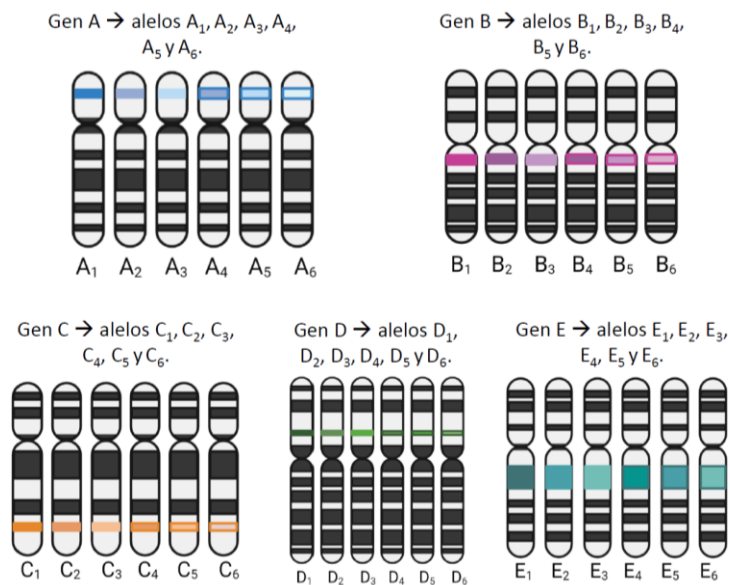 Gen A → alelos A₁, A₂, A₃, A₄,
A₅ y A₆.
Gen B → alelos B₁, B₂, B₃, B₄,
B₅ y B₆.
A₁ A₂ A₃ A₄ A₅ A₆
B₁ B₂ B₃ B₄ B₅ B₆
Gen C → alelos C₁, C₂, C₃,
C₄, C₅ y C₆.
Gen D → alelos D₁,
D₂, D₃, D₄, D₅ y D₆.
Gen E → alelos E₁, E₂, E₃,
E₄, E₅ y E₆.
C₁ C₂ C₃ C₄ C₅ C₆
D₁ D₂ D₃ D₄ D₅ D₆
E₁ E₂ E₃ E₄ E₅ E₆